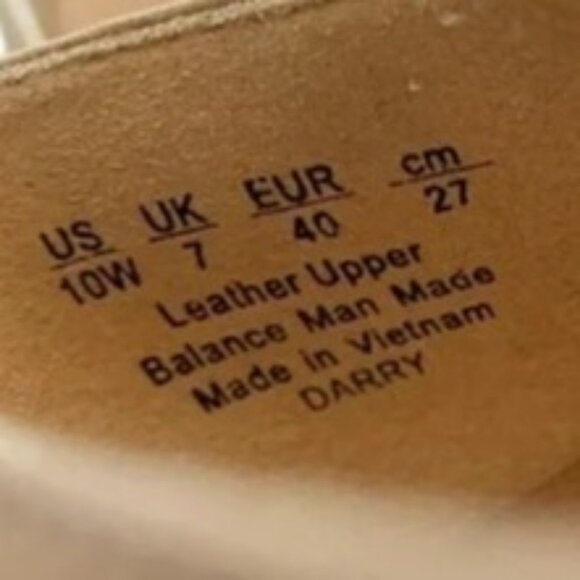 US UK EUR cm
10W 7 40 27
Leather Upper
Balance Man Made
Made in Vietnam
DARRY